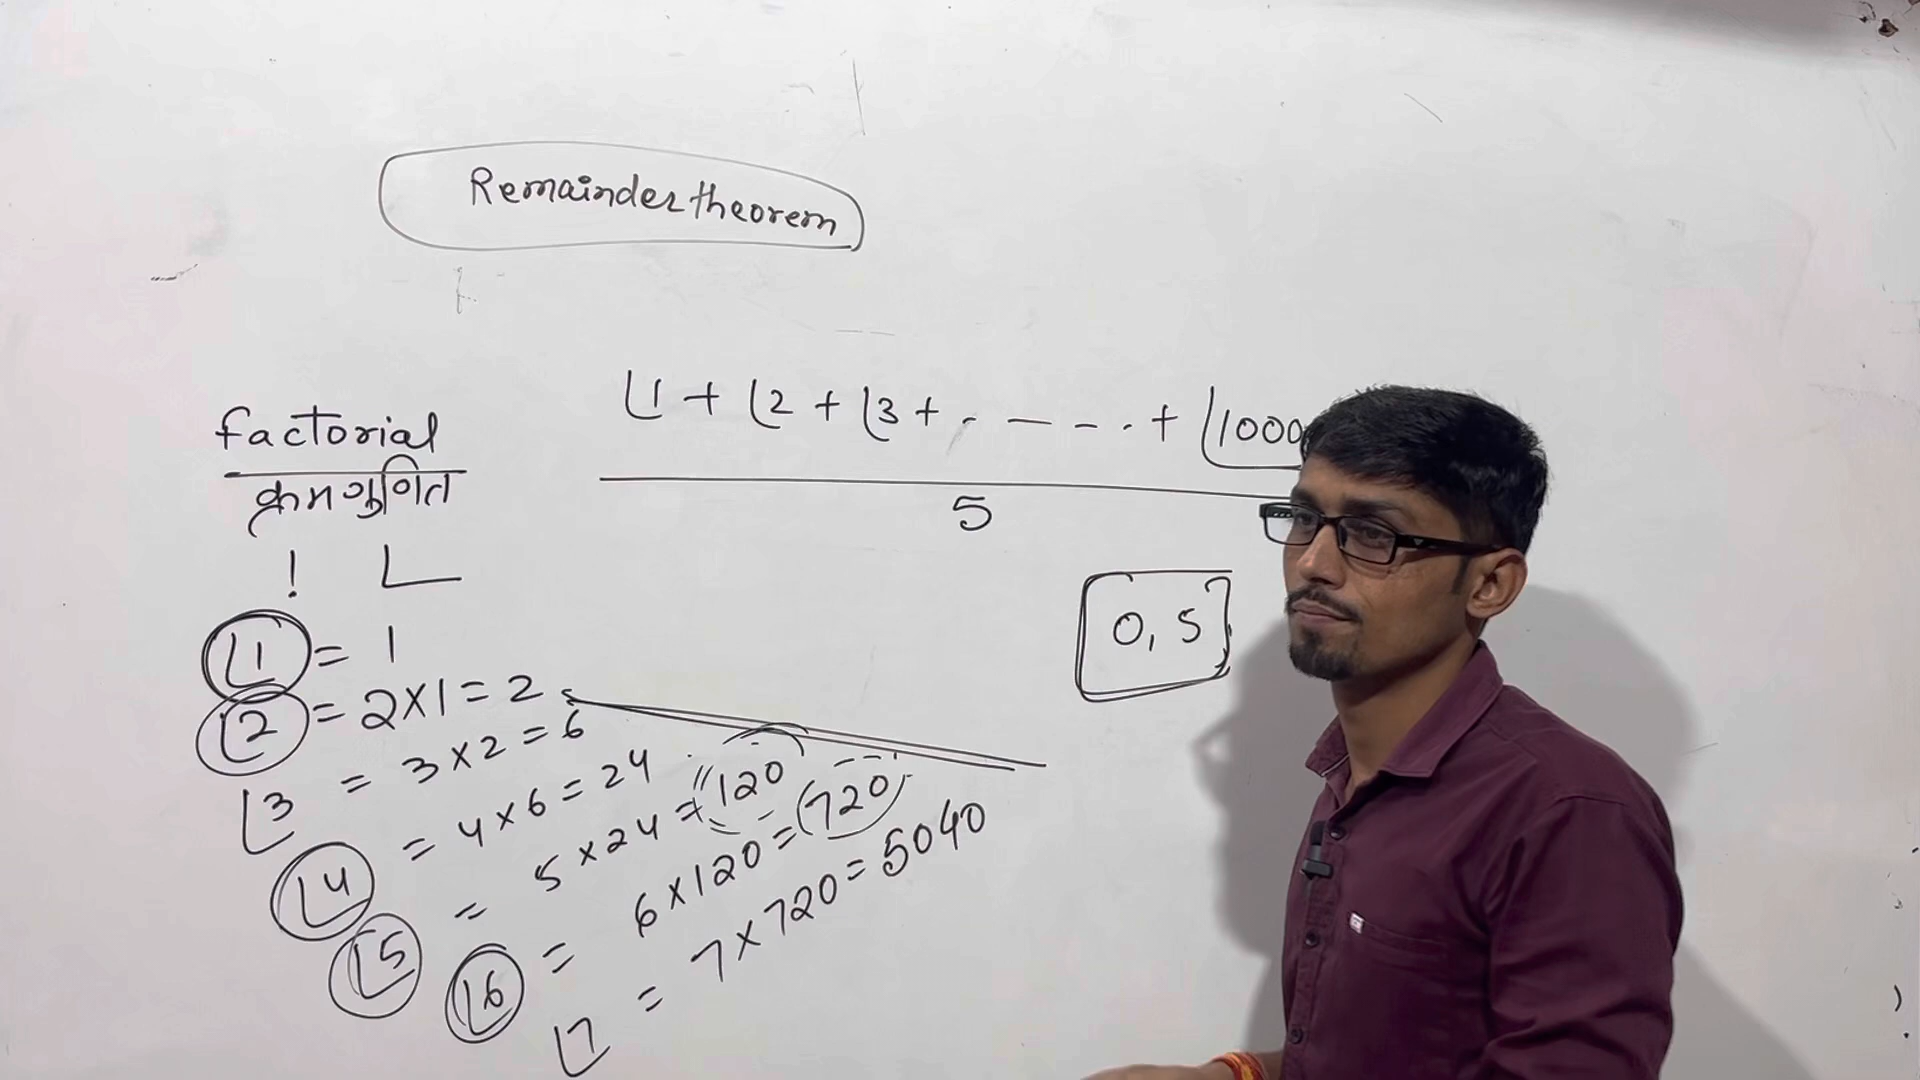 Remainder theorem
factorial
क्रमगुणित
! ∟
∟1 + ∟2 + ∟3 + . — - - . + ∟1000
5
0, 5
∟1 = 1
∟2 = 2×1 = 2
∟3 = 3×2 = 6
∟4 = 4×6 = 24
∟5 = 5×24 = 120
∟6 = 6×120 = 720
∟7 = 7×720 = 5040